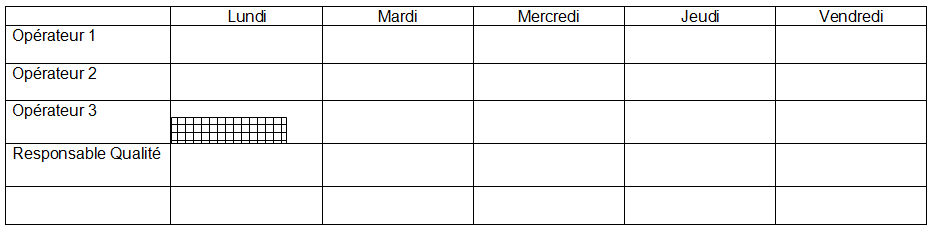 Lundi Mardi Mercredi Jeudi Vendredi
Opérateur 1
Opérateur 2
Opérateur 3
Responsable Qualité